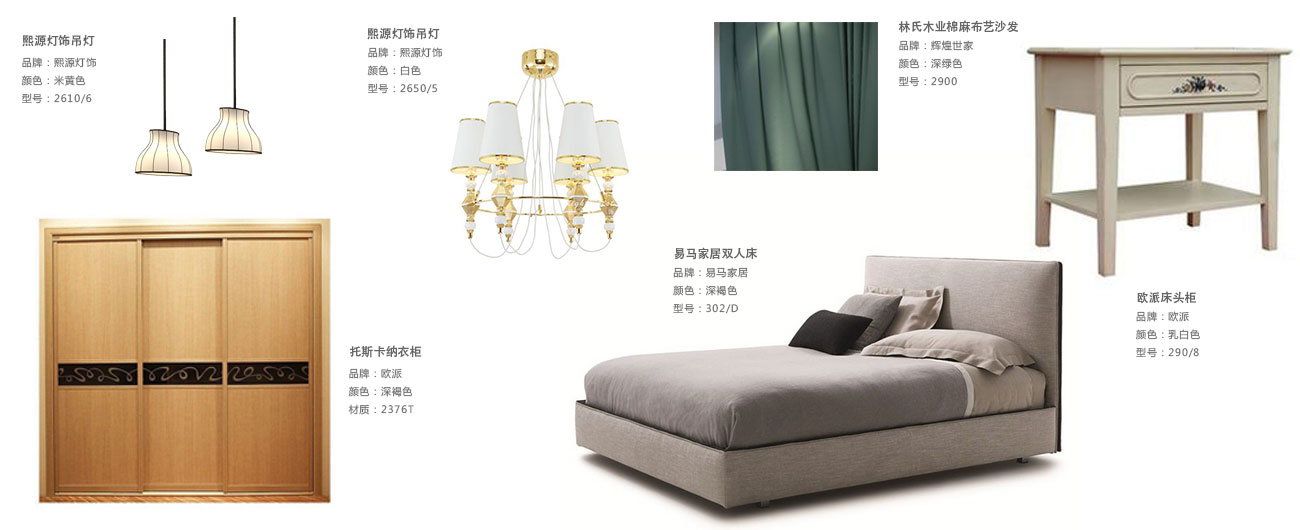 熙源灯饰吊灯
品牌：熙源灯饰
颜色：米黄色
型号：2610/6
熙源灯饰吊灯
品牌：熙源灯饰
颜色：白色
型号：2650/5
林氏木业棉麻布艺沙发
品牌：辉煌世家
颜色：深绿色
型号：2900
易马家居双人床
品牌：易马家居
颜色：深褐色
型号：302/D
欧派床头柜
品牌：欧派
颜色：乳白色
型号：290/8
托斯卡纳衣柜
品牌：欧派
颜色：深褐色
材质：2376T